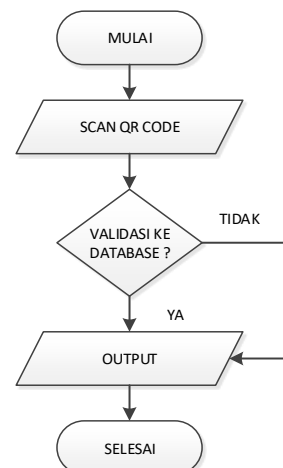 MULAI
SCAN QR CODE
VALIDASI KE
DATABASE ?
TIDAK
YA
OUTPUT
SELESAI